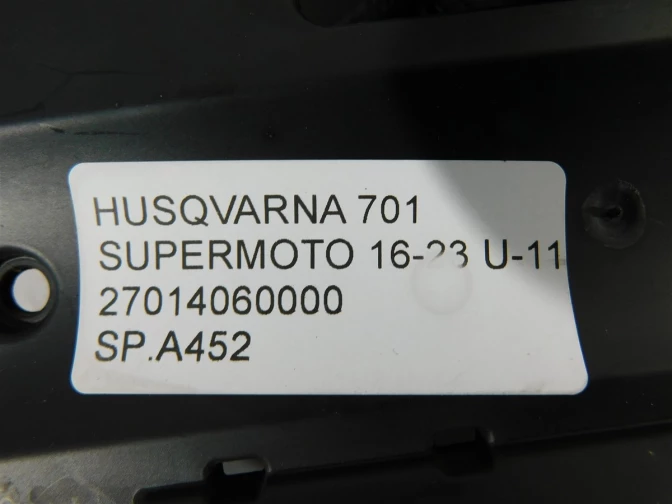 HUSQVARNA 701
SUPERMOTO 16-23 U-11
27014060000
SP.A452